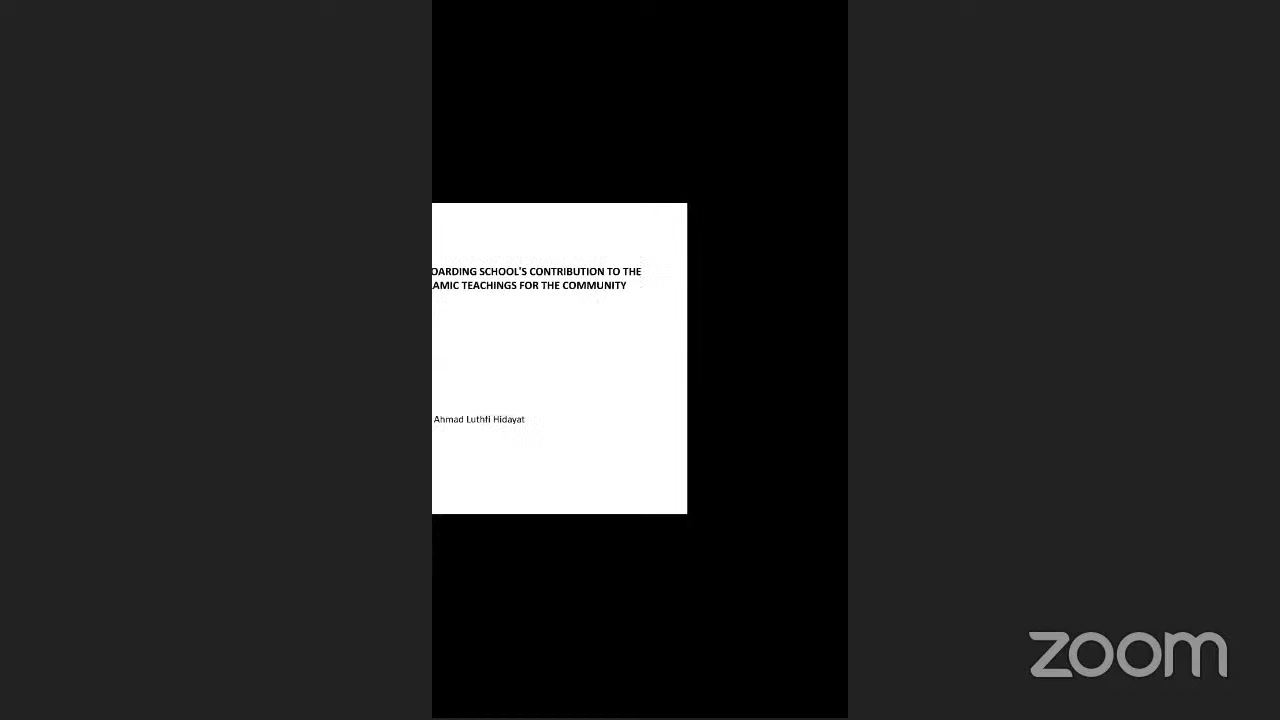 OARDING SCHOOL'S CONTRIBUTION TO THE
AMIC TEACHINGS FOR THE COMMUNITY
Ahmad Luthfi Hidayat
zoom